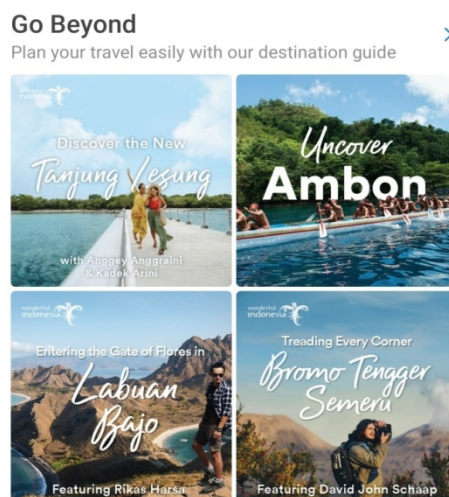 Go Beyond
Plan your travel easily with our destination guide
wonderful
indonesia
Discover the New
Tanjung Lesung
with Anggey Anggraini
& Kadek Arini
Uncover
Ambon
wonderful
indonesia
Entering the Gate of Flores in
Labuan
Bajo
Featuring Rikas Harsa
wonderful
indonesia
Treading Every Corner
Bromo Tengger
Semeru
Featuring David John Schaap